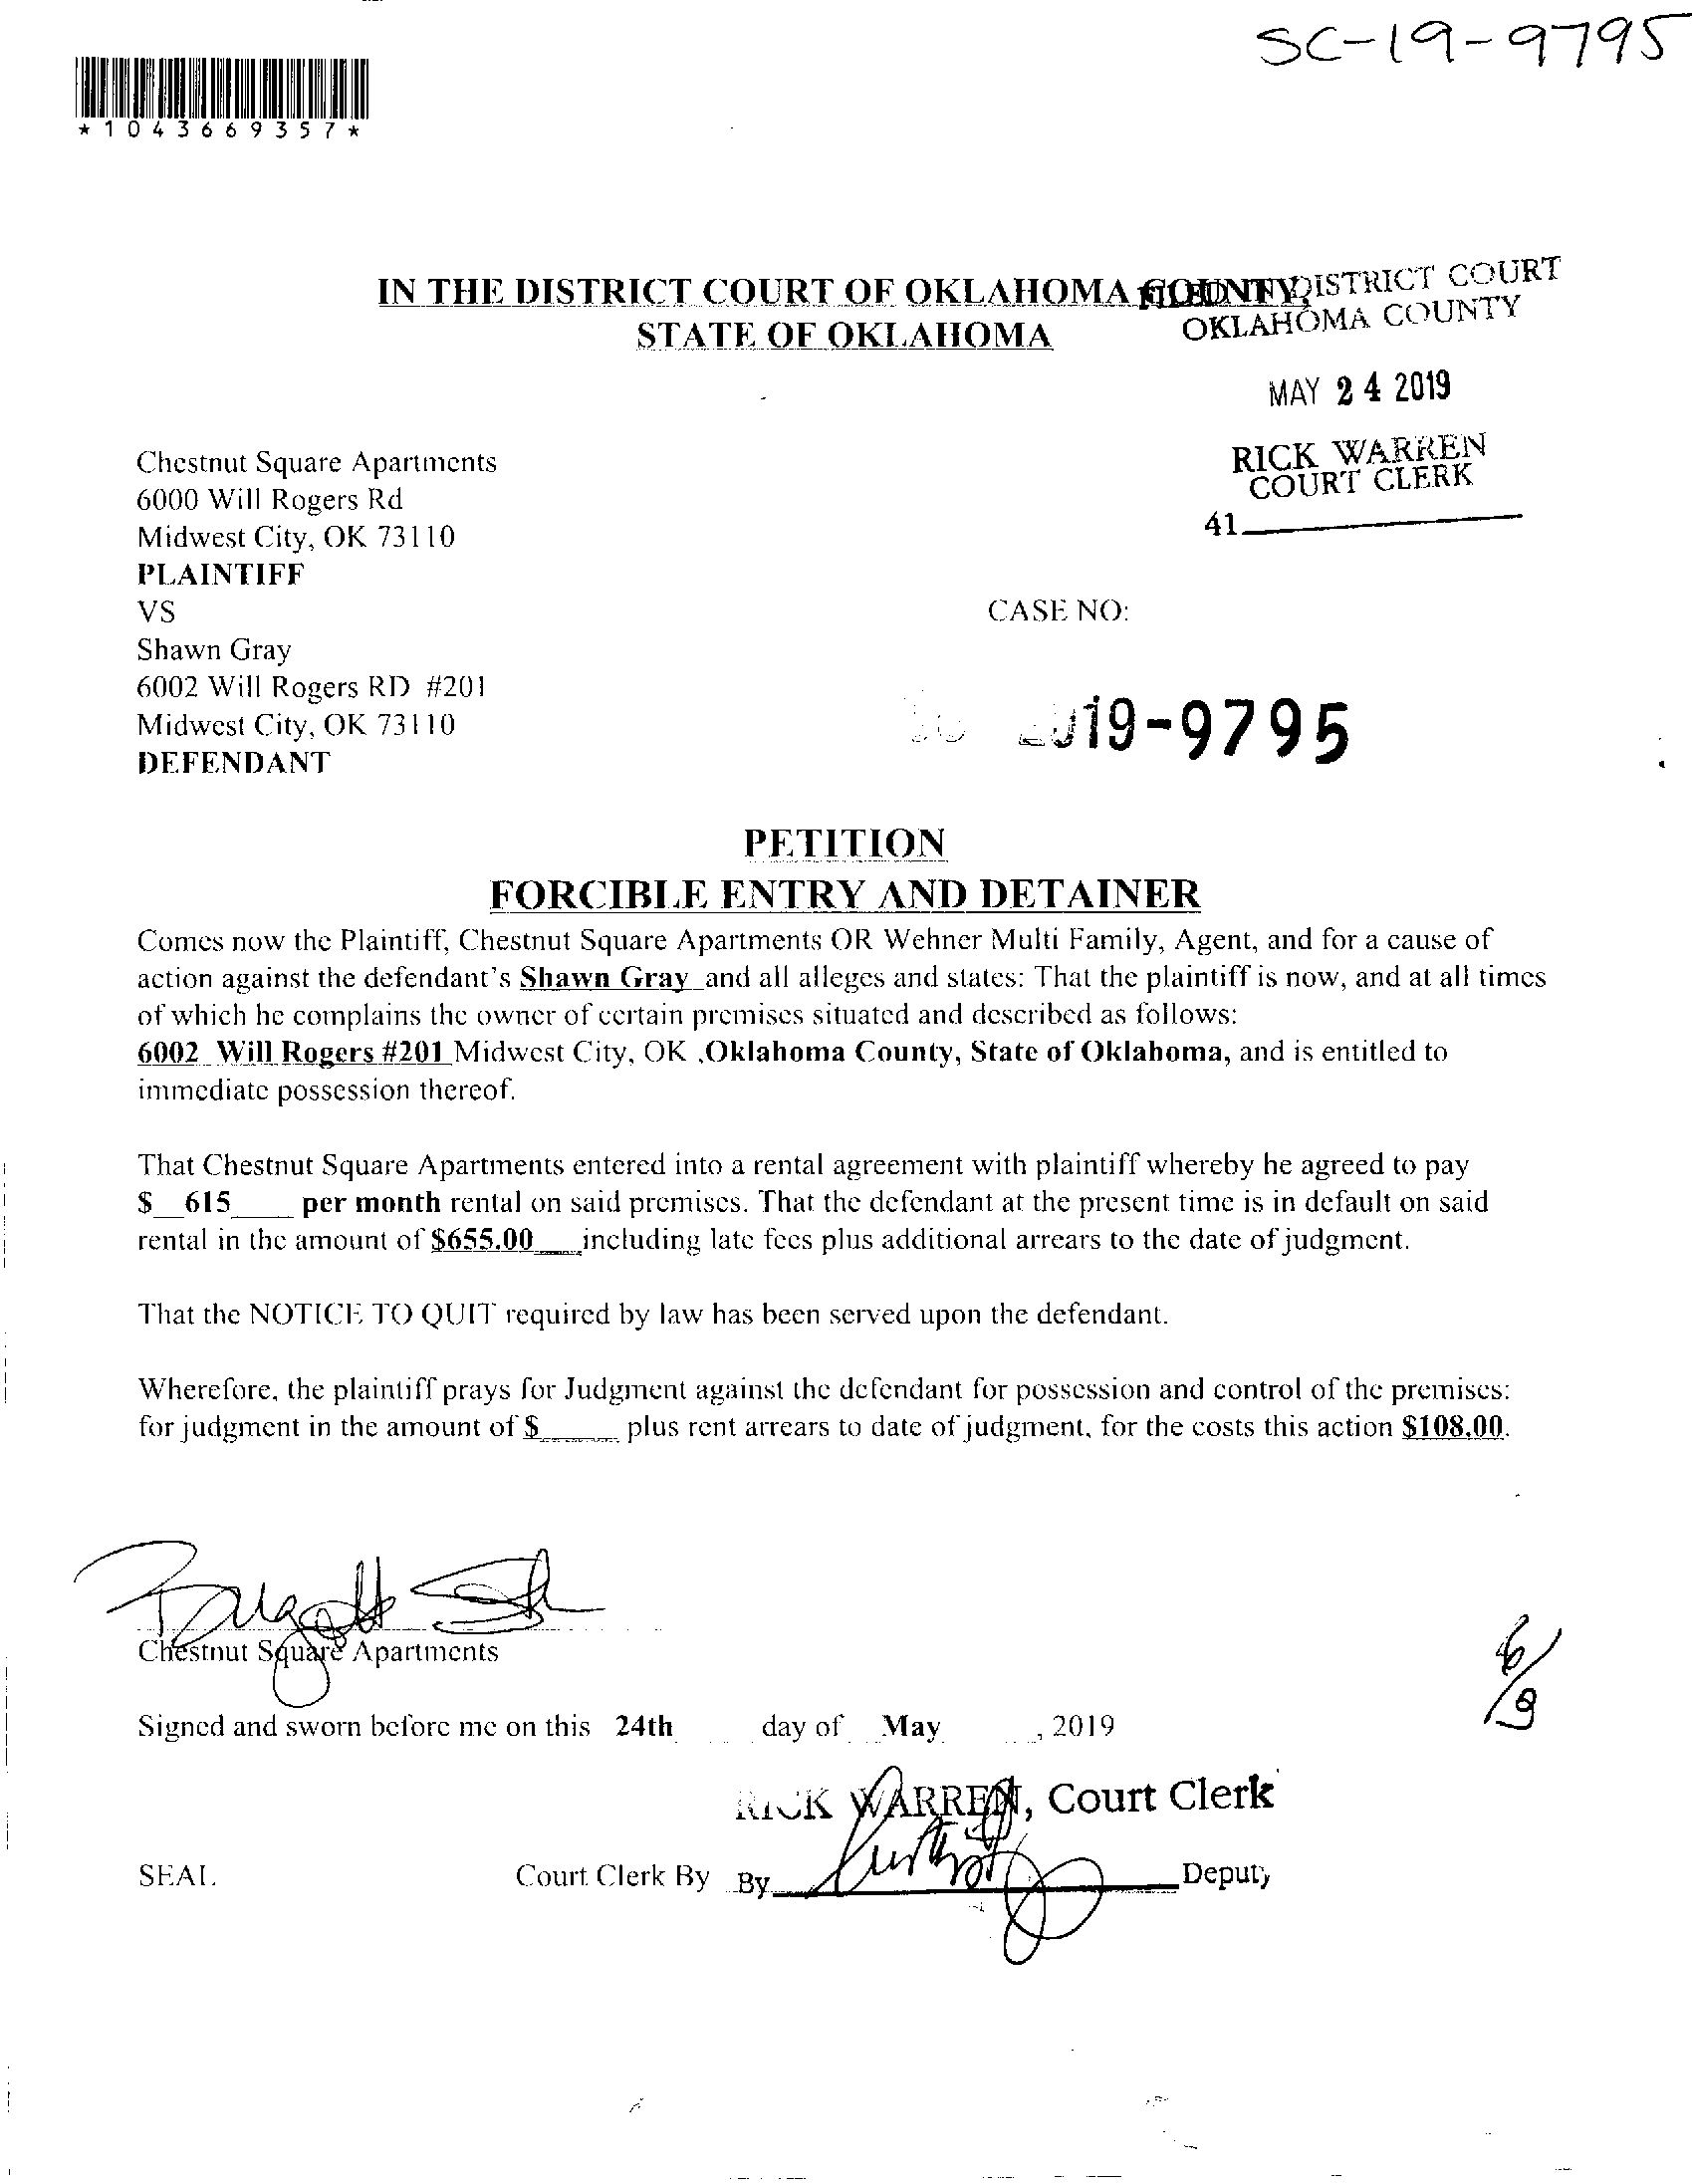 SC-19-9795
*1043669357*
IN THE DISTRICT COURT OF OKLAHOMA COUNTY,
STATE OF OKLAHOMA
FILED IN DISTRICT COURT
OKLAHOMA COUNTY
MAY 24 2019
RICK WARREN
COURT CLERK
41
Chestnut Square Apartments
6000 Will Rogers Rd
Midwest City, OK 73110
PLAINTIFF
VS
CASE NO:
Shawn Gray
6002 Will Rogers RD #201
Midwest City, OK 73110
2019-9795
DEFENDANT
PETITION
FORCIBLE ENTRY AND DETAINER
Comes now the Plaintiff, Chestnut Square Apartments OR Wehner Multi Family, Agent, and for a cause of
action against the defendant's Shawn Gray and all alleges and states: That the plaintiff is now, and at all times
of which he complains the owner of certain premises situated and described as follows:
6002 Will Rogers #201 Midwest City, OK ,Oklahoma County, State of Oklahoma, and is entitled to
immediate possession thereof.
That Chestnut Square Apartments entered into a rental agreement with plaintiff whereby he agreed to pay
$ 615 per month rental on said premises. That the defendant at the present time is in default on said
rental in the amount of $655.00 including late fees plus additional arrears to the date of judgment.
That the NOTICE TO QUIT required by law has been served upon the defendant.
Wherefore, the plaintiff prays for Judgment against the defendant for possession and control of the premises:
for judgment in the amount of $_____ plus rent arrears to date of judgment, for the costs this action $108.00.
Chestnut Square Apartments
Signed and sworn before me on this 24th day of May, 2019
RICK WARREN, Court Clerk
SEAL
Court Clerk By By Deputy